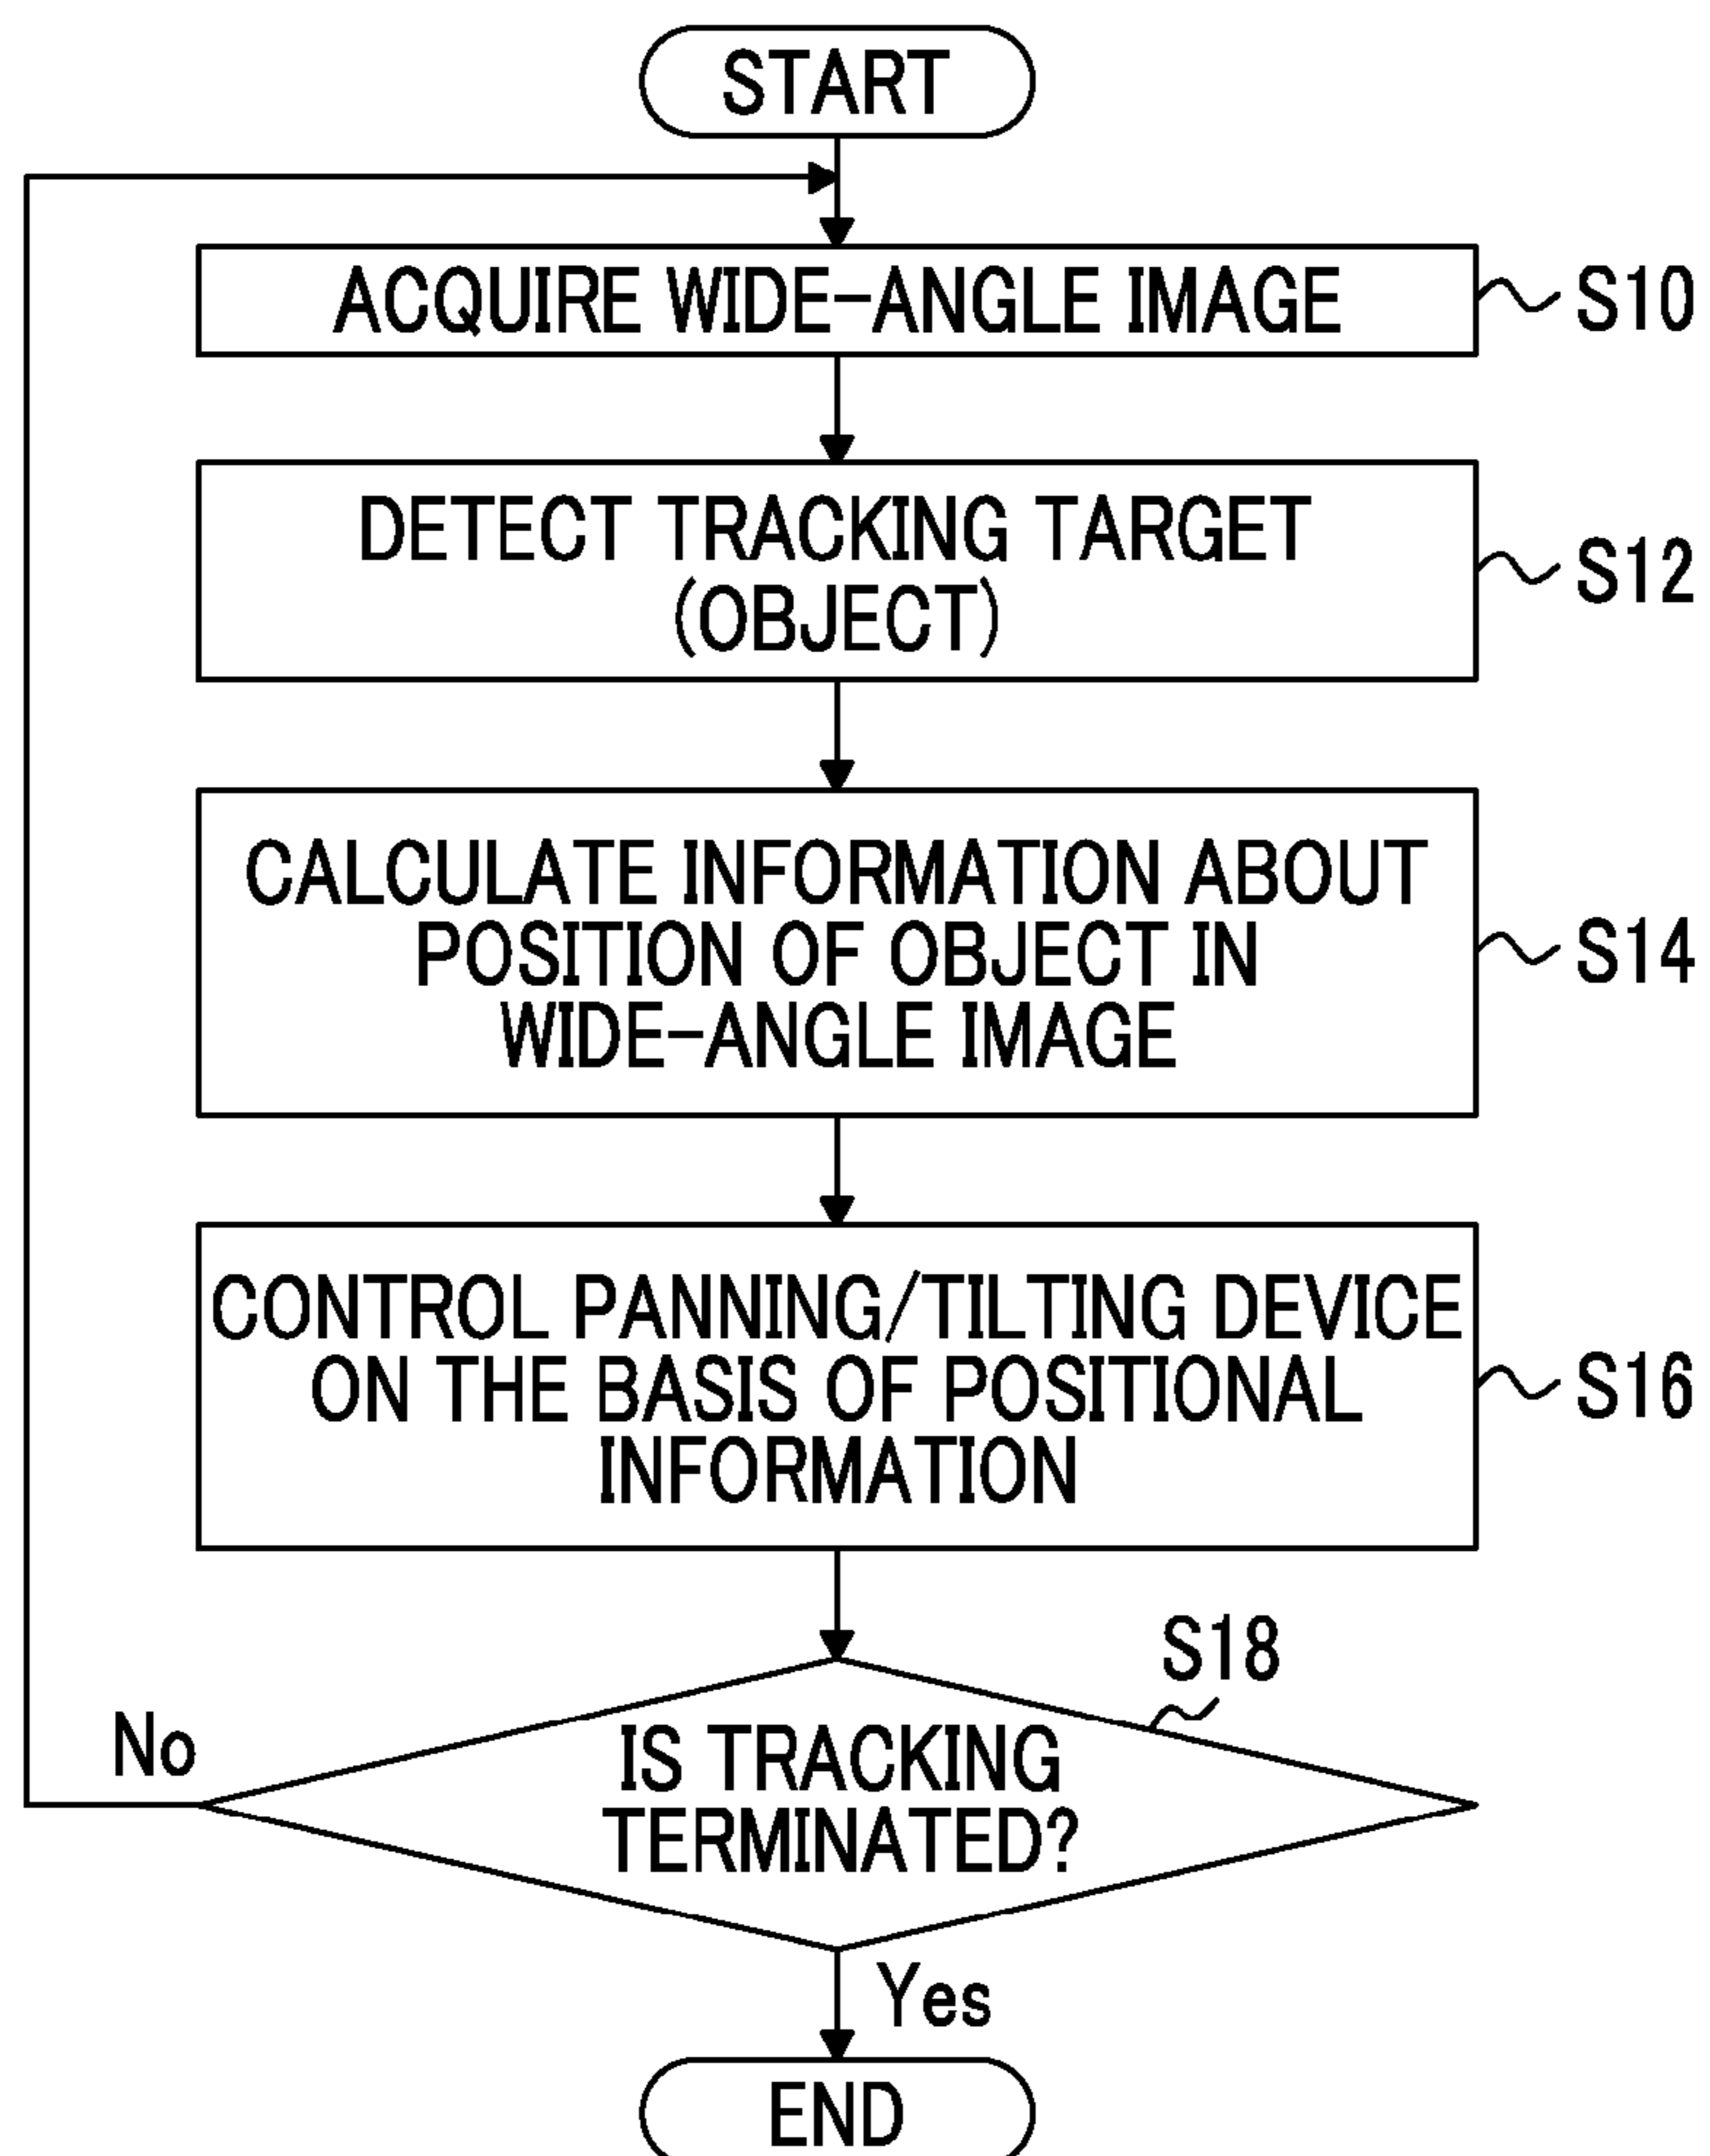 START
ACQUIRE WIDE-ANGLE IMAGE
S10
DETECT TRACKING TARGET
(OBJECT)
S12
CALCULATE INFORMATION ABOUT
POSITION OF OBJECT IN
WIDE-ANGLE IMAGE
S14
CONTROL PANNING/TILTING DEVICE
ON THE BASIS OF POSITIONAL
INFORMATION
S16
S18
No
IS TRACKING
TERMINATED?
Yes
END